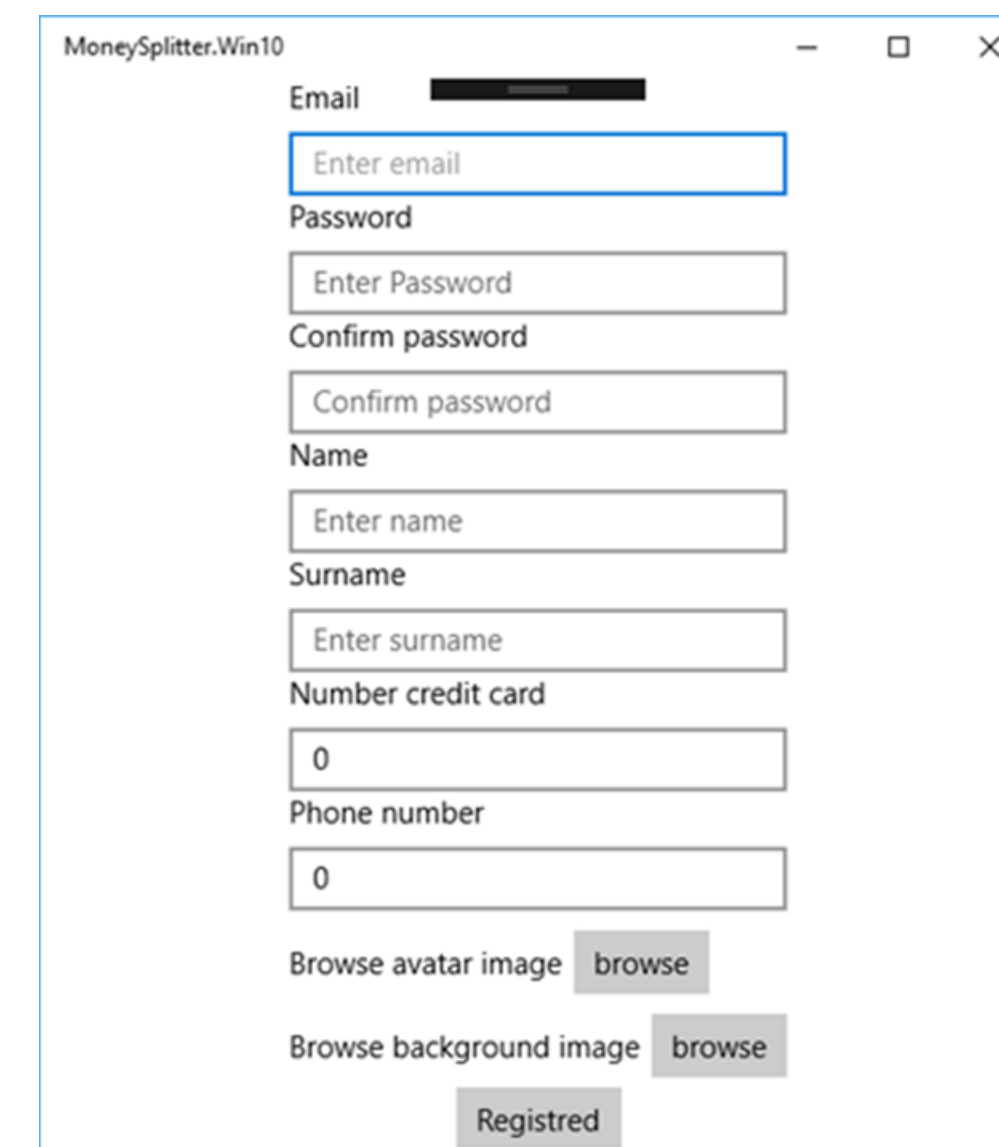 MoneySplitter.Win10
Email
Enter email
Password
Enter Password
Confirm password
Confirm password
Name
Enter name
Surname
Enter surname
Number credit card
0
Phone number
0
Browse avatar image browse
Browse background image browse
Registred